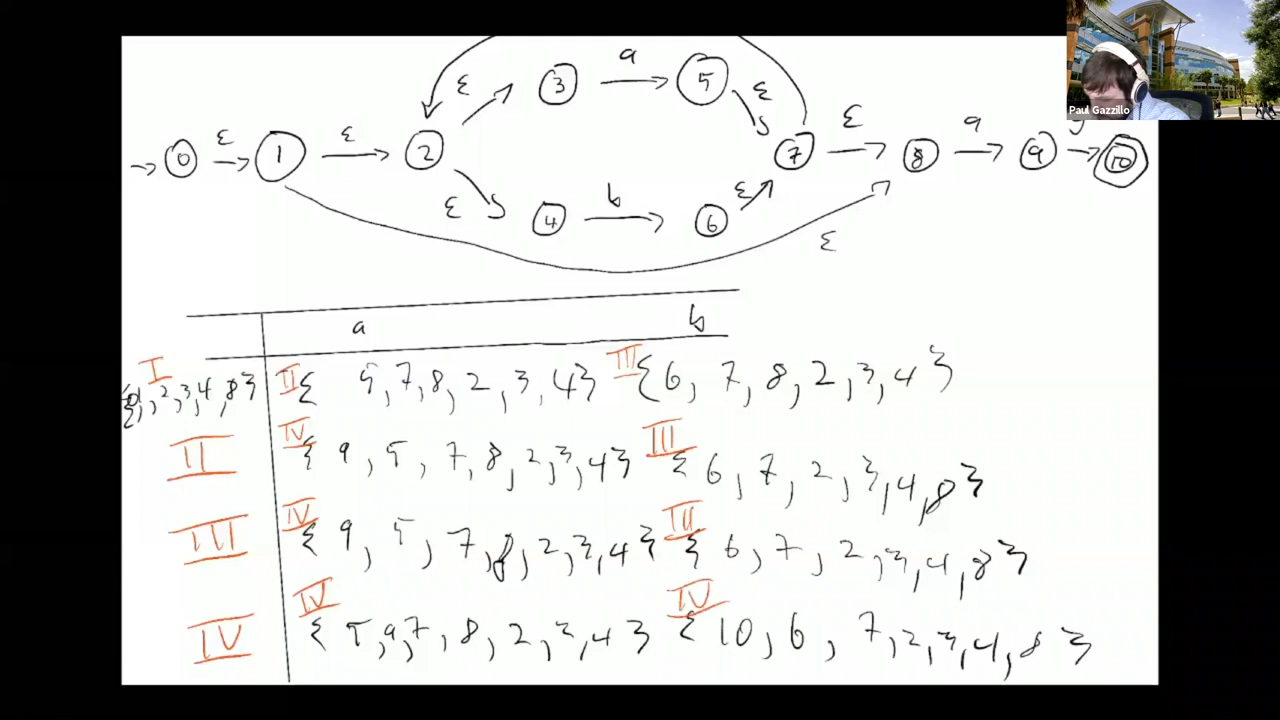 Paul Gazzillo
ε 3 a 5 ε
→ 0 ε 1 ε 2 7 ε 8 a 9 10
ε 4 b 6 ε
ε
a b
I II III
{0,1,2,3,4,8} { 5,7,8,2,3,4} {6,7,8,2,3,4}
II IV { 9,5,7,8,2,3,4} III {6,7,2,3,4,8}
III IV { 9,5,7,8,2,3,4} III {6,7,2,3,4,8}
IV IV { 5,9,7,8,2,3,4} IV {10,6,7,2,3,4,8}